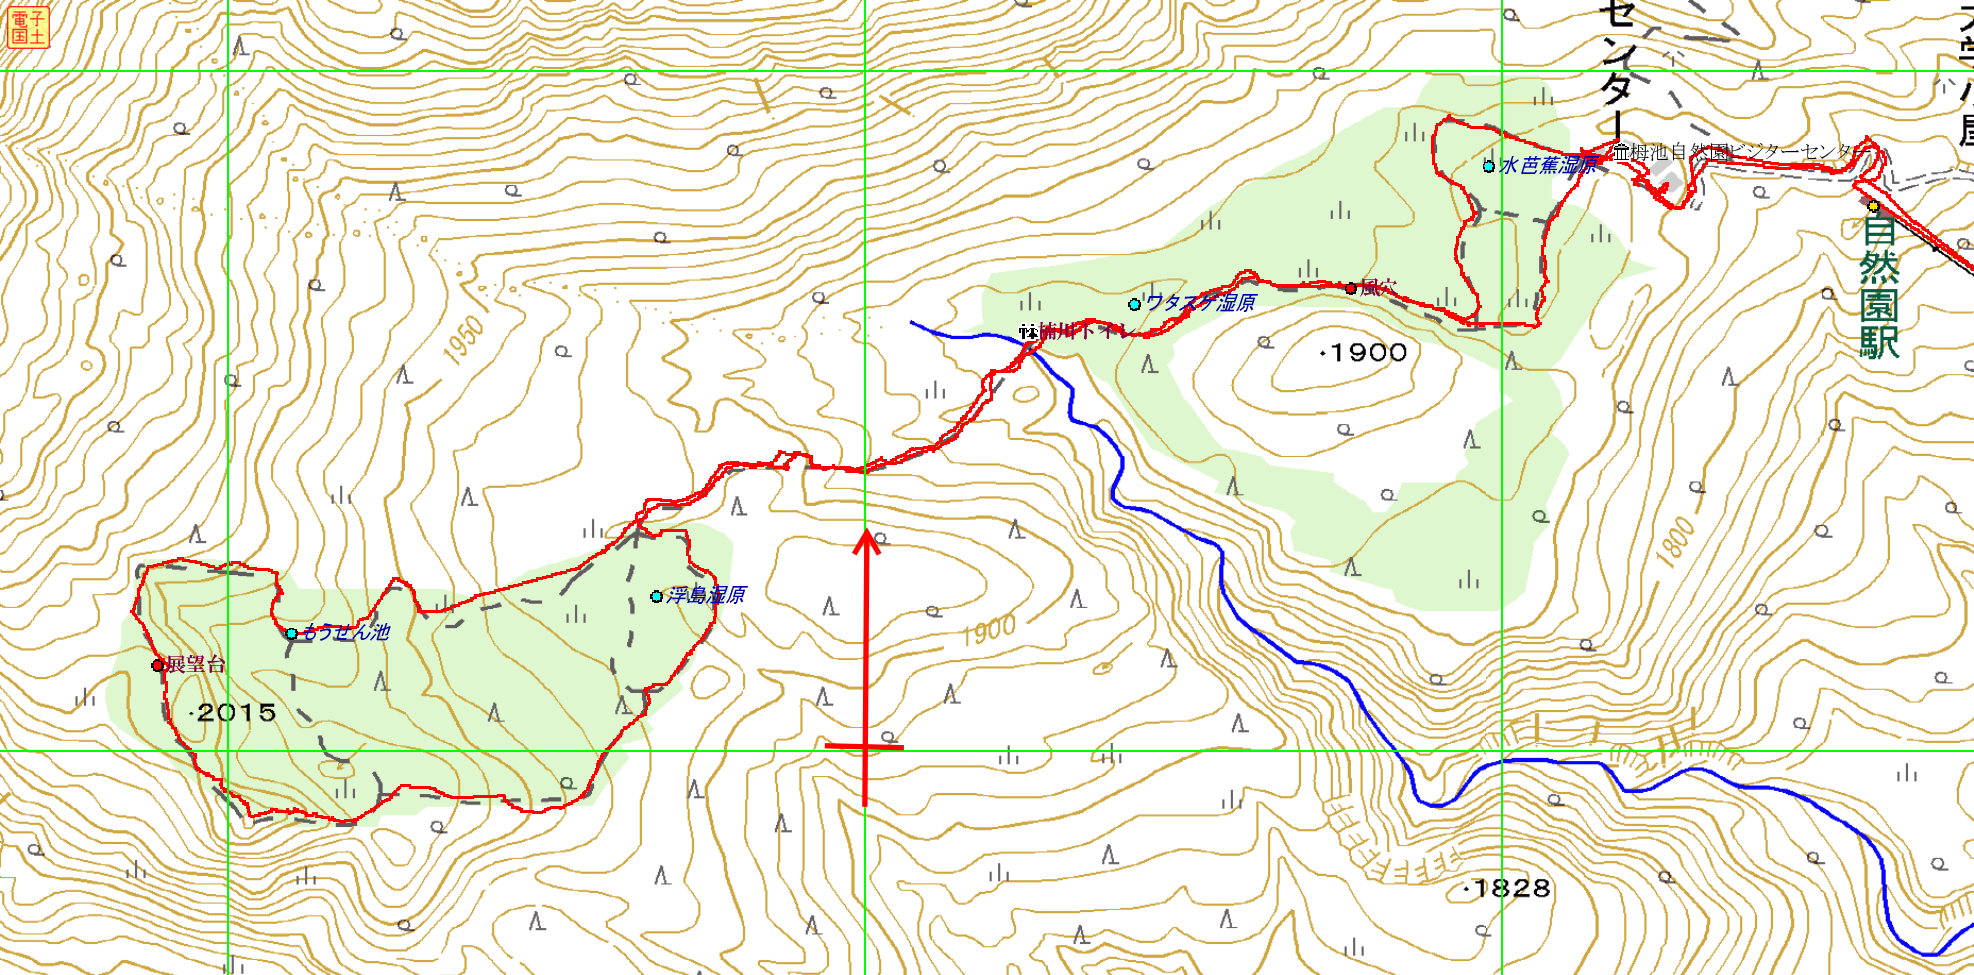 電子
国土
センター
栂池自然園ビジターセンター
水芭蕉湿原
自然園駅
風穴
ワタスゲ湿原
楠川トイレ
1900
1950
1800
浮島湿原
もうせん池
展望台
1900
2015
1828